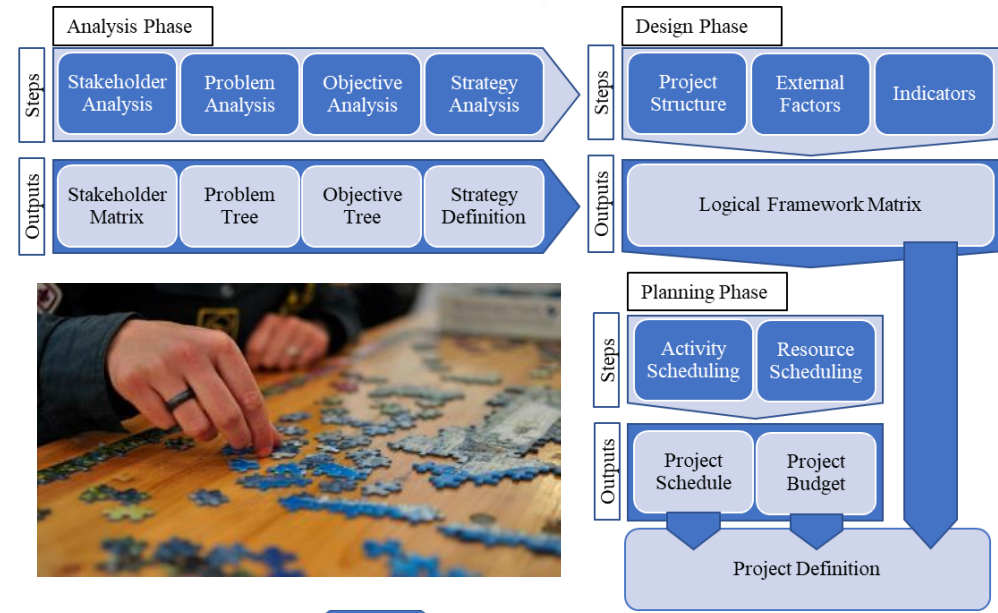 Analysis Phase
Steps
Stakeholder
Analysis
Problem
Analysis
Objective
Analysis
Strategy
Analysis
Outputs
Stakeholder
Matrix
Problem
Tree
Objective
Tree
Strategy
Definition
Design Phase
Steps
Project
Structure
External
Factors
Indicators
Outputs
Logical Framework Matrix
Planning Phase
Steps
Activity
Scheduling
Resource
Scheduling
Outputs
Project
Schedule
Project
Budget
Project Definition